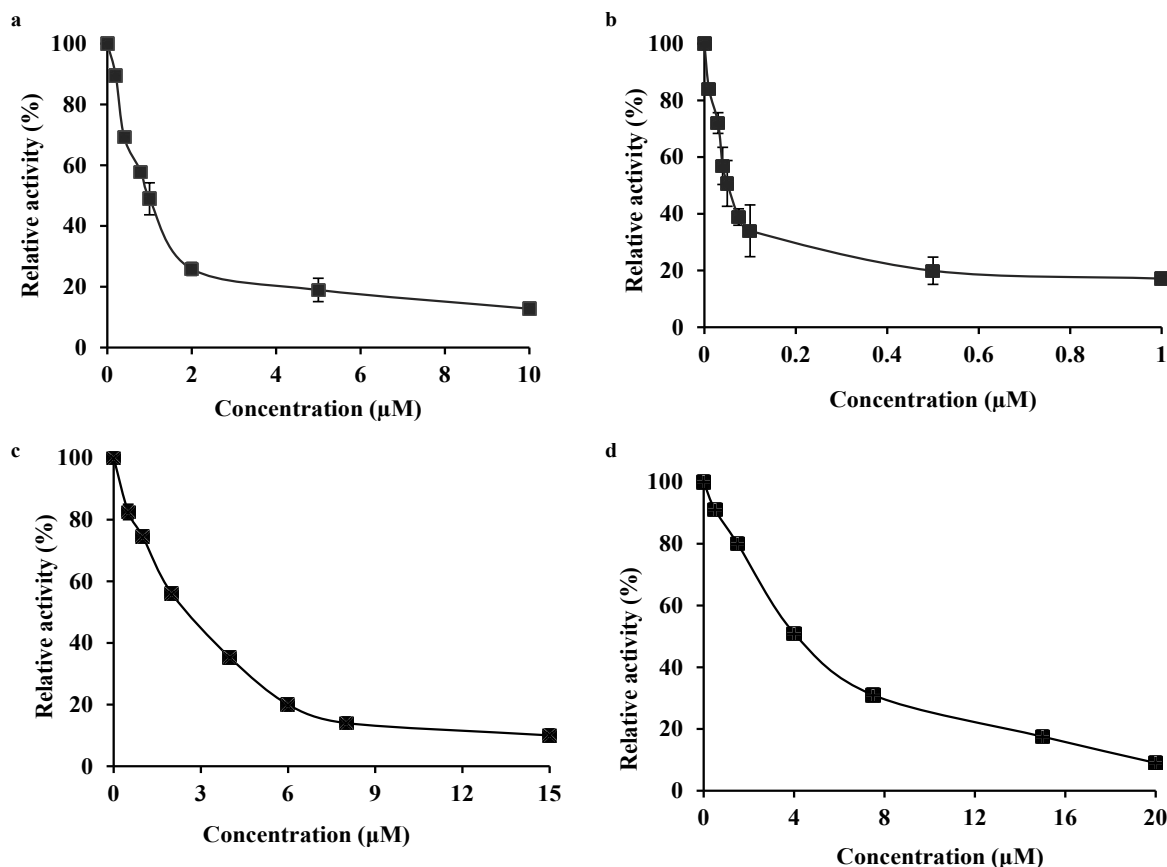 a
Relative activity (%)
100
80
60
40
20
0
0 2 4 6 8 10
Concentration (µM)
b
Relative activity (%)
100
80
60
40
20
0
0 0.2 0.4 0.6 0.8 1
Concentration (µM)
c
Relative activity (%)
100
80
60
40
20
0
0 3 6 9 12 15
Concentration (µM)
d
Relative activity (%)
100
80
60
40
20
0
0 4 8 12 16 20
Concentration (µM)